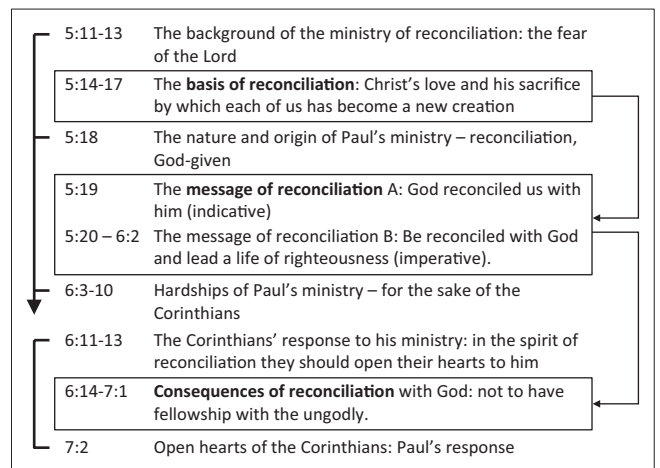 5:11-13 The background of the ministry of reconciliation: the fear
of the Lord
5:14-17 The basis of reconciliation: Christ’s love and his sacrifice
by which each of us has become a new creation
5:18 The nature and origin of Paul’s ministry – reconciliation,
God-given
5:19 The message of reconciliation A: God reconciled us with
him (indicative)
5:20 – 6:2 The message of reconciliation B: Be reconciled with God
and lead a life of righteousness (imperative).
6:3-10 Hardships of Paul’s ministry – for the sake of the
Corinthians
6:11-13 The Corinthians’ response to his ministry: in the spirit of
reconciliation they should open their hearts to him
6:14-7:1 Consequences of reconciliation with God: not to have
fellowship with the ungodly.
7:2 Open hearts of the Corinthians: Paul’s response